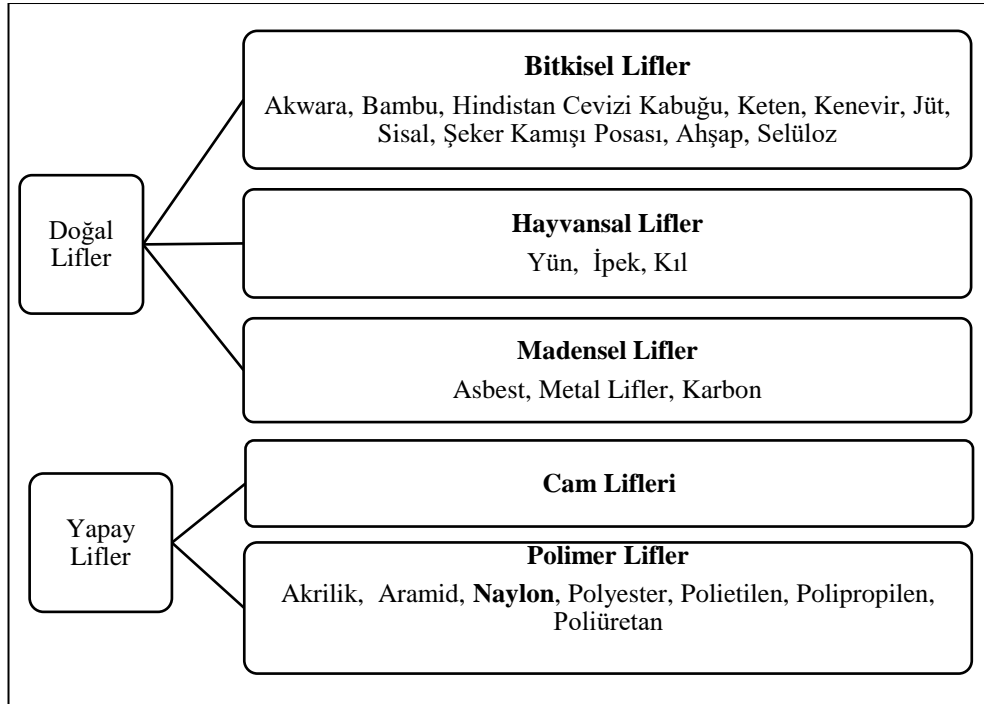 Doğal
Lifler
Bitkisel Lifler
Akwara, Bambu, Hindistan Cevizi Kabuğu, Keten, Kenevir, Jüt,
Sisal, Şeker Kamışı Posası, Ahşap, Selüloz
Hayvansal Lifler
Yün, İpek, Kıl
Madensel Lifler
Asbest, Metal Lifler, Karbon
Yapay
Lifler
Cam Lifleri
Polimer Lifler
Akrilik, Aramid, Naylon, Polyester, Polietilen, Polipropilen,
Poliüretan